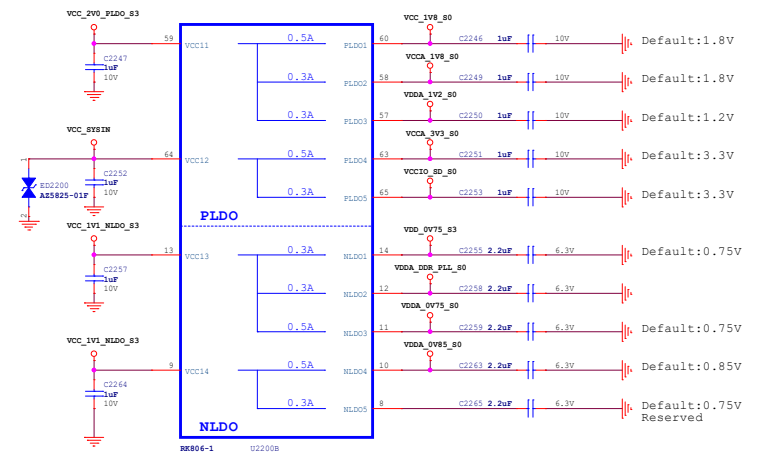 VCC_2V0_PLDO_S3
59
VCC11
C2247
1uF
10V
VCC_SYSIN
64
VCC12
1
ED2200
AZ5825-01F
2
C2252
1uF
10V
VCC_1V1_NLDO_S3
13
VCC13
C2257
1uF
10V
VCC_1V1_NLDO_S3
9
VCC14
C2264
1uF
10V
0.5A
PLDO1
60
VCC_1V8_S0
C2246 1uF 10V
Default:1.8V
0.3A
PLDO2
58
VCCA_1V8_S0
C2249 1uF 10V
Default:1.8V
0.3A
PLDO3
57
VDDA_1V2_S0
C2250 1uF 10V
Default:1.2V
0.5A
PLDO4
63
VCCA_3V3_S0
C2251 1uF 10V
Default:3.3V
0.3A
PLDO5
65
VCCIO_SD_S0
C2253 1uF 10V
Default:3.3V
PLDO
0.3A
NLDO1
14
VDD_0V75_S3
C2255 2.2uF 6.3V
Default:0.75V
0.3A
NLDO2
12
VDDA_DDR_PLL_S0
C2258 2.2uF 6.3V
0.5A
NLDO3
11
VDDA_0V75_S0
C2259 2.2uF 6.3V
Default:0.75V
0.5A
NLDO4
10
VDDA_0V85_S0
C2263 2.2uF 6.3V
Default:0.85V
0.3A
NLDO5
8
C2265 2.2uF 6.3V
Default:0.75V
Reserved
NLDO
RK806-1 U2200B